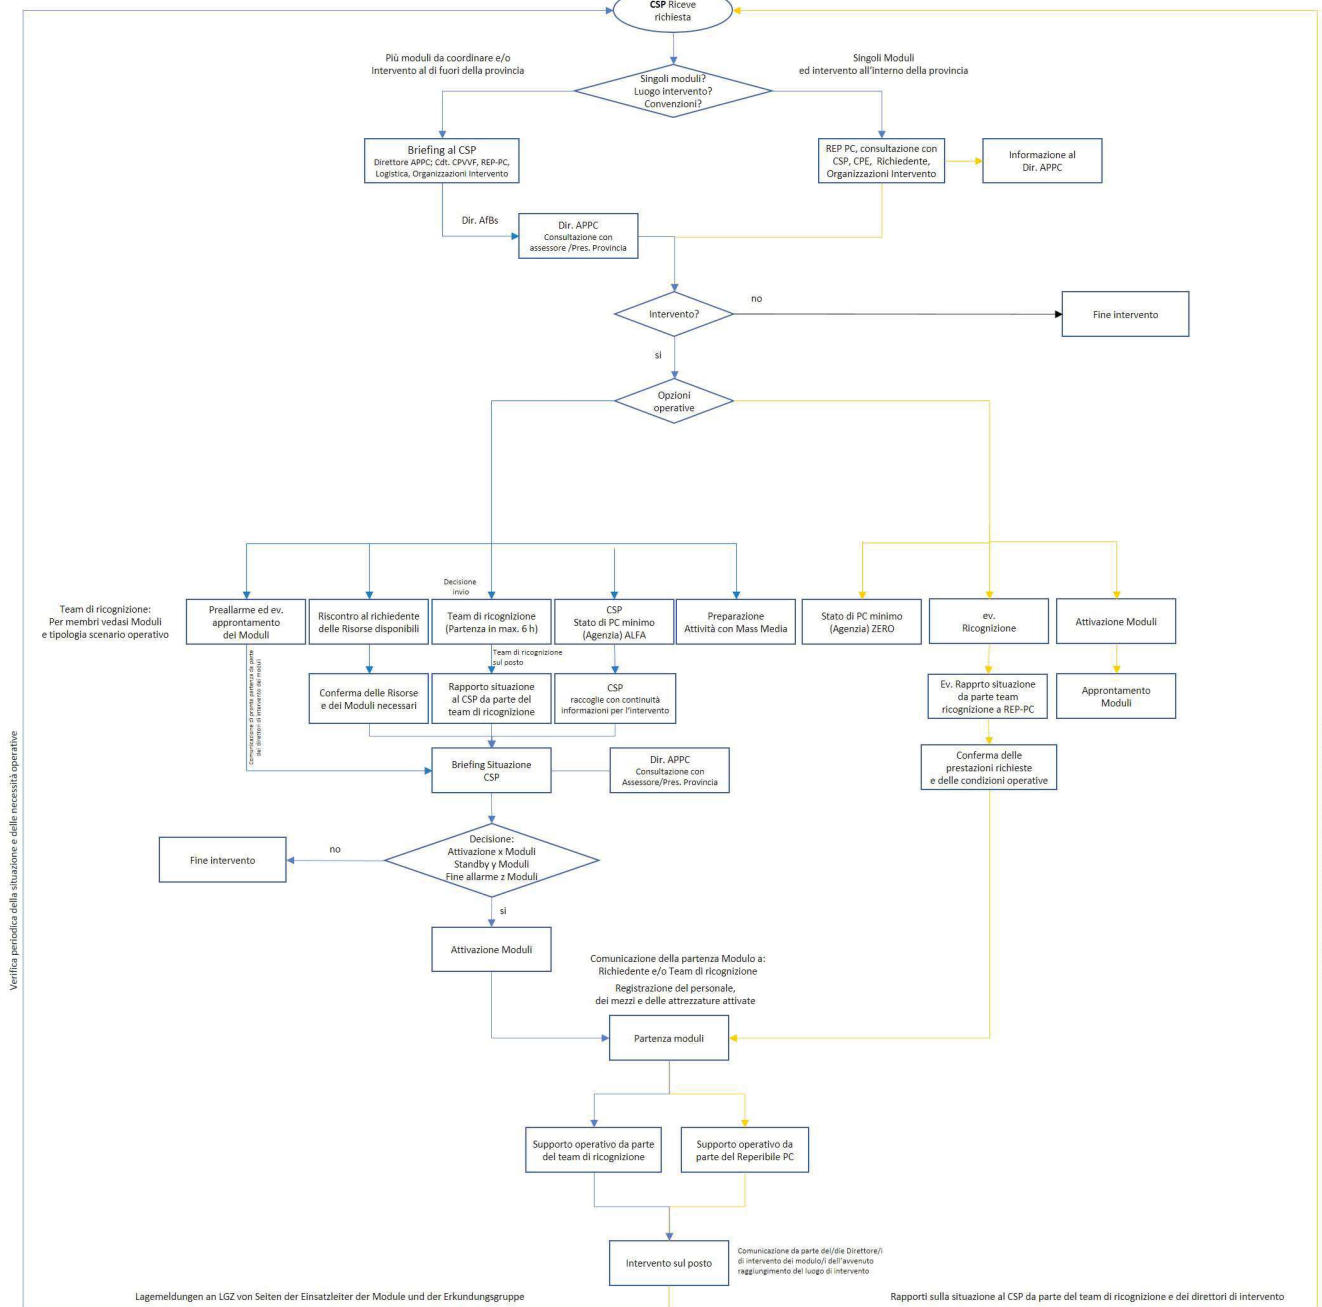 CSP Riceve
richiesta
Più moduli da coordinare e/o
Intervento al di fuori della provincia
Singoli Moduli
ed intervento all'interno della provincia
Singoli moduli?
Luogo intervento?
Convenzioni?
Briefing al CSP
Direttore APPC; Cdt. CPVVF, REP-PC,
Logistica, Organizzazioni Intervento
REP PC, consultazione con
CSP, CPE, Richiedente,
Organizzazioni Intervento
Informazione al
Dir. APPC
Dir. AfBs
Dir. APPC
Consultazione con
assessore /Pres. Provincia
Intervento?
no
Fine intervento
si
Opzioni
operative
Decisione
invio
Team di ricognizione:
Per membri vedasi Moduli
e tipologia scenario operativo
Preallarme ed ev.
approntamento
dei Moduli
Riscontro al richiedente
delle Risorse disponibili
Team di ricognizione
(Partenza in max. 6 h)
CSP
Stato di PC minimo
(Agenzia) ALFA
Preparazione
Attività con Mass Media
Stato di PC minimo
(Agenzia) ZERO
ev.
Ricognizione
Attivazione Moduli
Team di ricognizione
sul posto
Comunicazione di pronta partenza da parte
dei direttori di intervento dei moduli
Conferma delle Risorse
e dei Moduli necessari
Rapporto situazione
al CSP da parte del
team di ricognizione
CSP
raccoglie con continuità
informazioni per l'intervento
Ev. Rapprto situazione
da parte team
ricognizione a REP-PC
Approntamento
Moduli
Briefing Situazione
CSP
Dir. APPC
Consultazione con
Assessore/Pres. Provincia
Conferma delle
prestazioni richieste
e delle condizioni operative
Decisione:
Attivazione x Moduli
Standby y Moduli
Fine allarme z Moduli
no
Fine intervento
si
Attivazione Moduli
Verifica periodica della situazione e delle necessità operative
Comunicazione della partenza Modulo a:
Richiedente e/o Team di ricognizione
Registrazione del personale,
dei mezzi e delle attrezzature attivate
Partenza moduli
Supporto operativo da parte
del team di ricognizione
Supporto operativo da
parte del Reperibile PC
Intervento sul posto
Comunicazione da parte del/die Direttore/i
di intervento dei modulo/i dell'avvenuto
raggiungimento del luogo di intervento
Lagemeldungen an LGZ von Seiten der Einsatzleiter der Module und der Erkundungsgruppe
Rapporti sulla situazione al CSP da parte del team di ricognizione e dei direttori di intervento